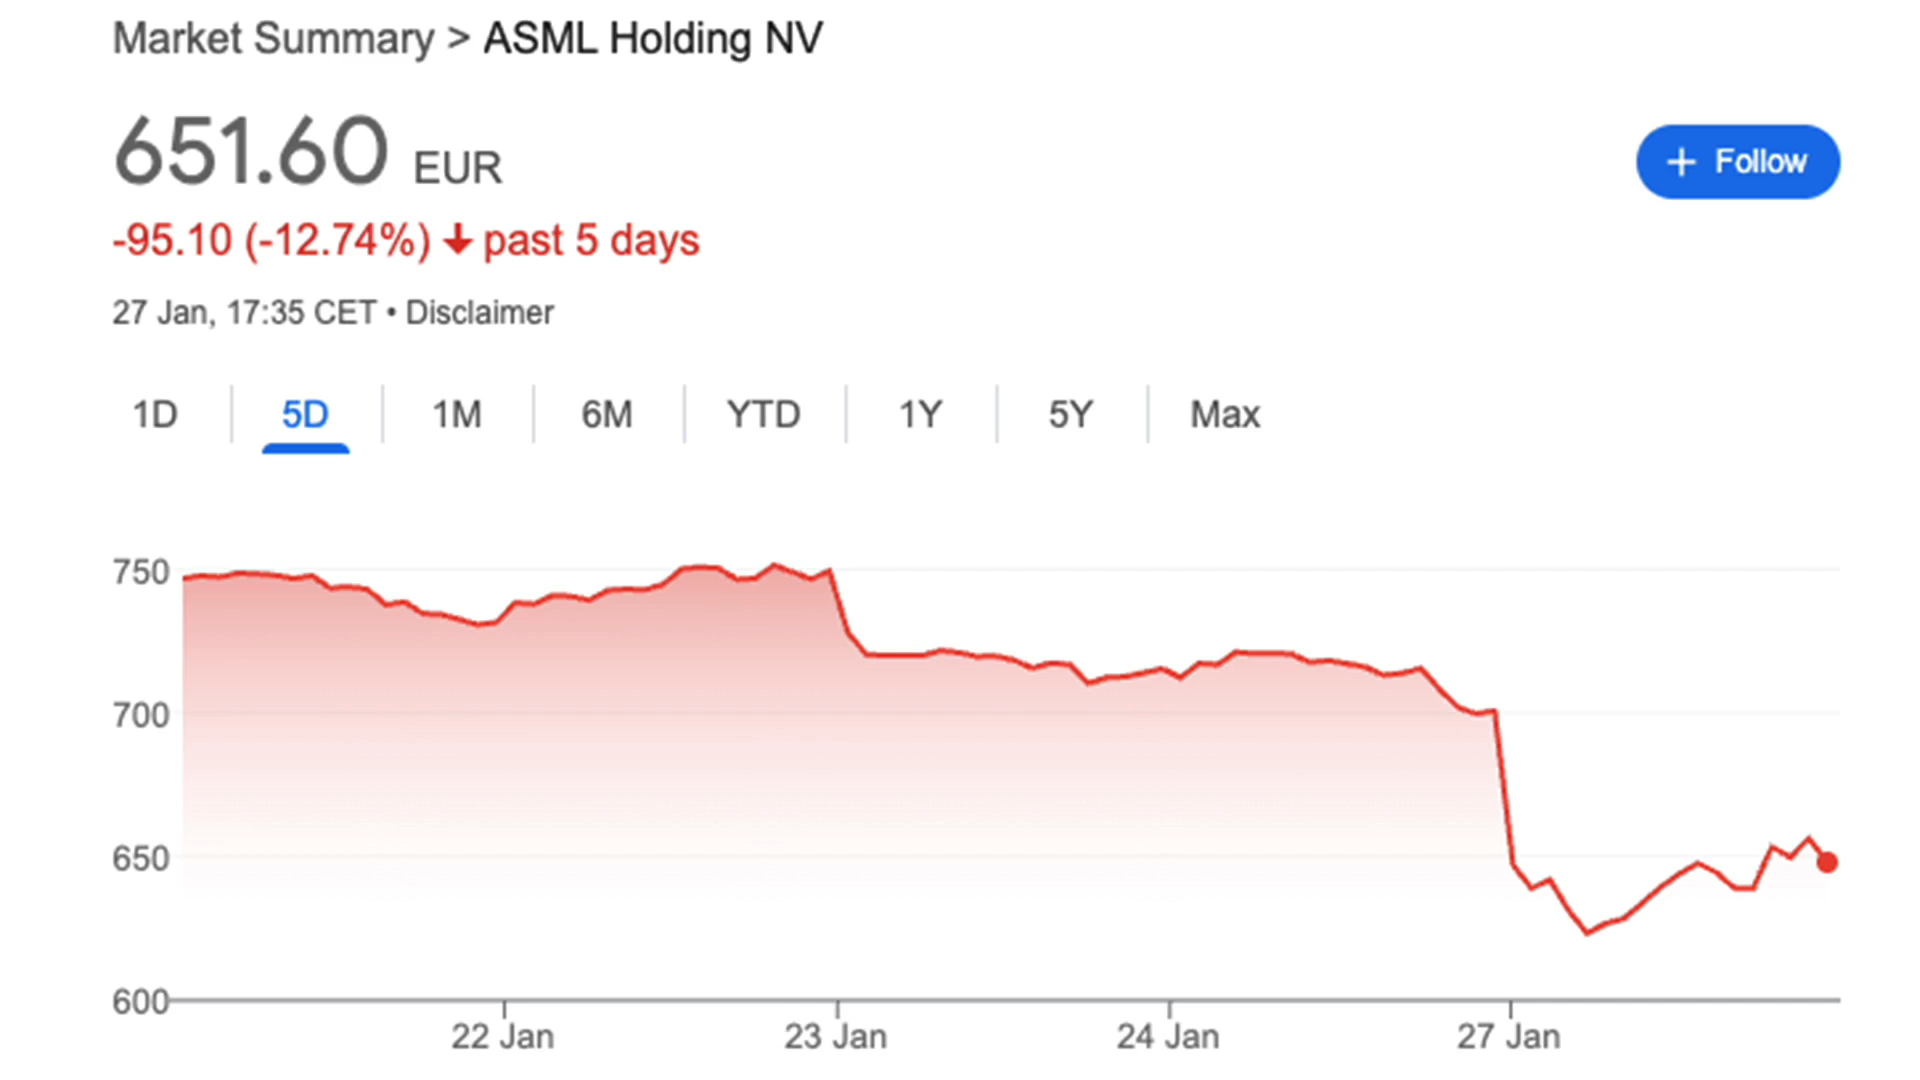 Market Summary > ASML Holding NV
651.60 EUR
+ Follow
-95.10 (-12.74%) ↓ past 5 days
27 Jan, 17:35 CET • Disclaimer
1D 5D 1M 6M YTD 1Y 5Y Max
750
700
650
600
22 Jan 23 Jan 24 Jan 27 Jan